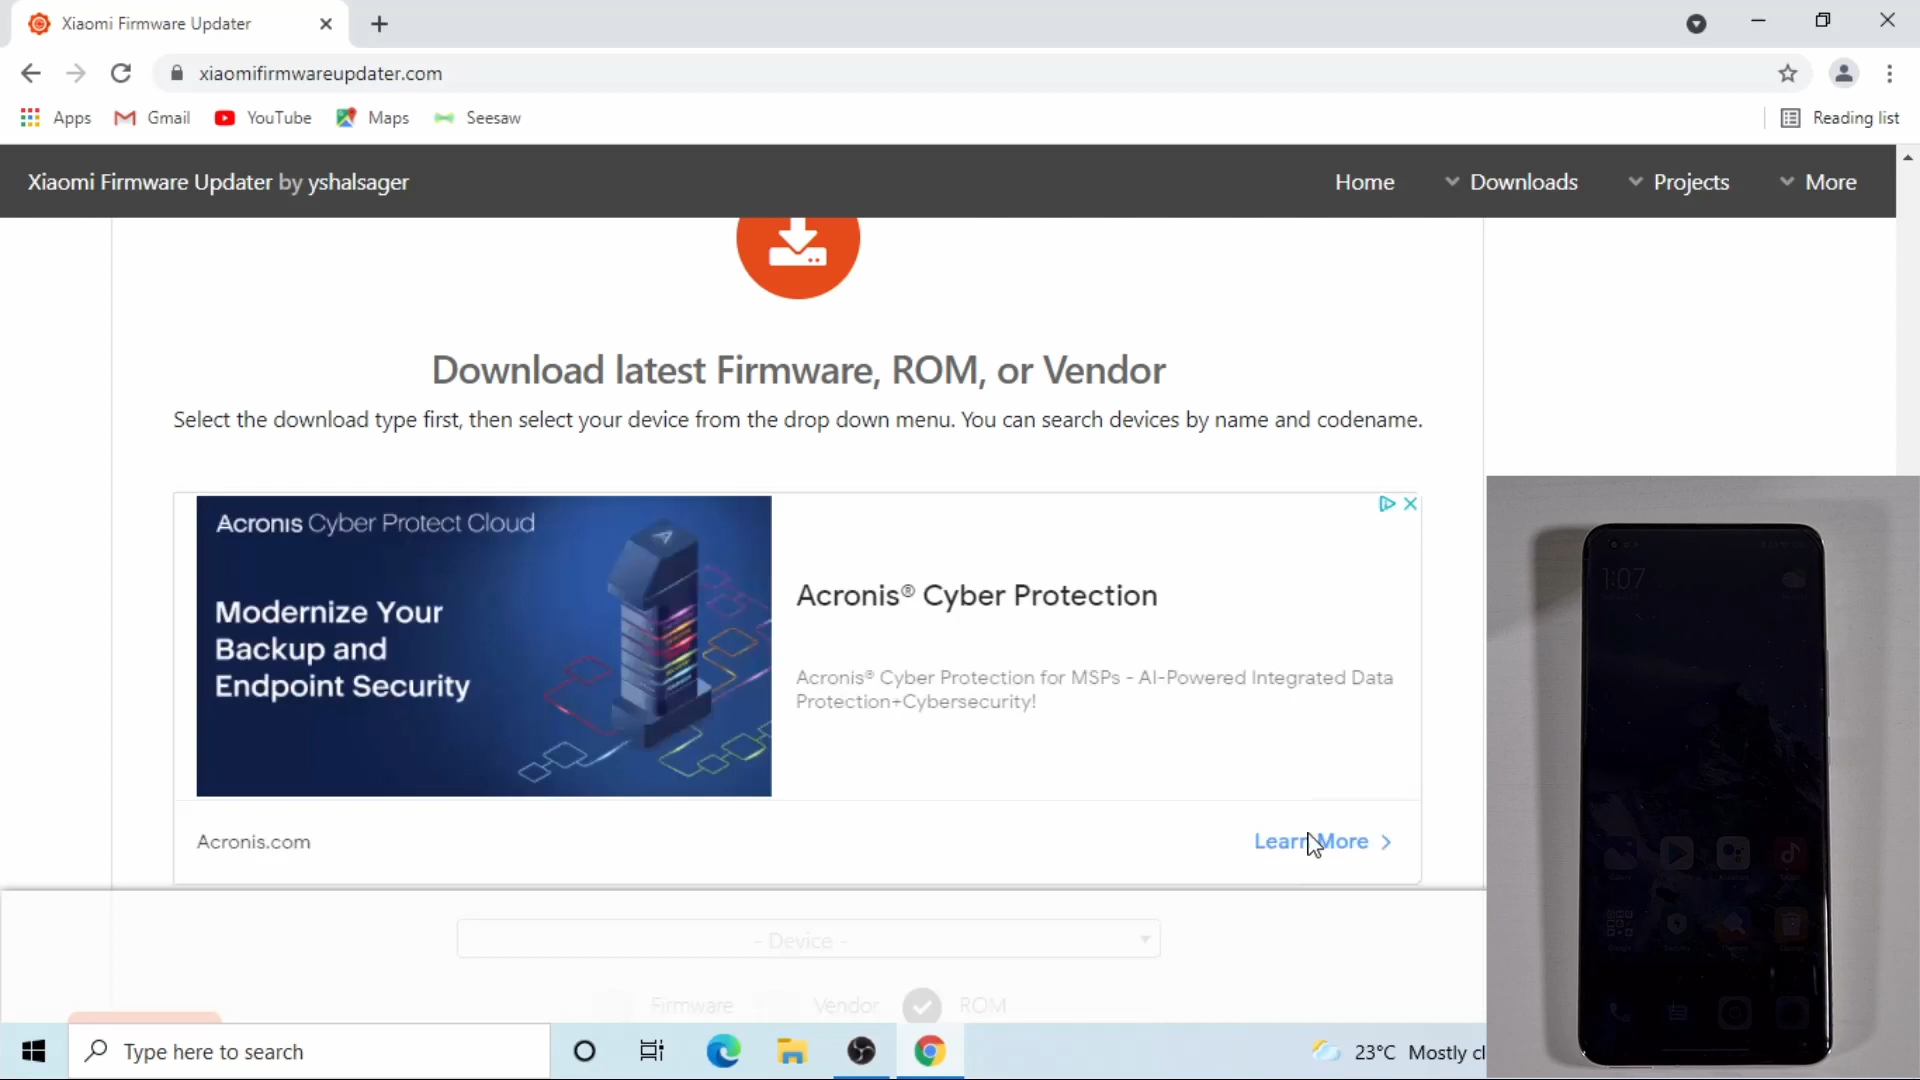 Xiaomi Firmware Updater
xiaomifirmwareupdater.com
Apps
Gmail
YouTube
Maps
Seesaw
Reading list
Xiaomi Firmware Updater by yshalsager
Home
Downloads
Projects
More
Download latest Firmware, ROM, or Vendor
Select the download type first, then select your device from the drop down menu. You can search devices by name and codename.
Acronis Cyber Protect Cloud
Modernize Your
Backup and
Endpoint Security
Acronis® Cyber Protection
Acronis® Cyber Protection for MSPs - AI-Powered Integrated Data
Protection+Cybersecurity!
Acronis.com
Learn More
- Device -
Firmware
Vendor
ROM
Type here to search
23°C Mostly cl
1:07